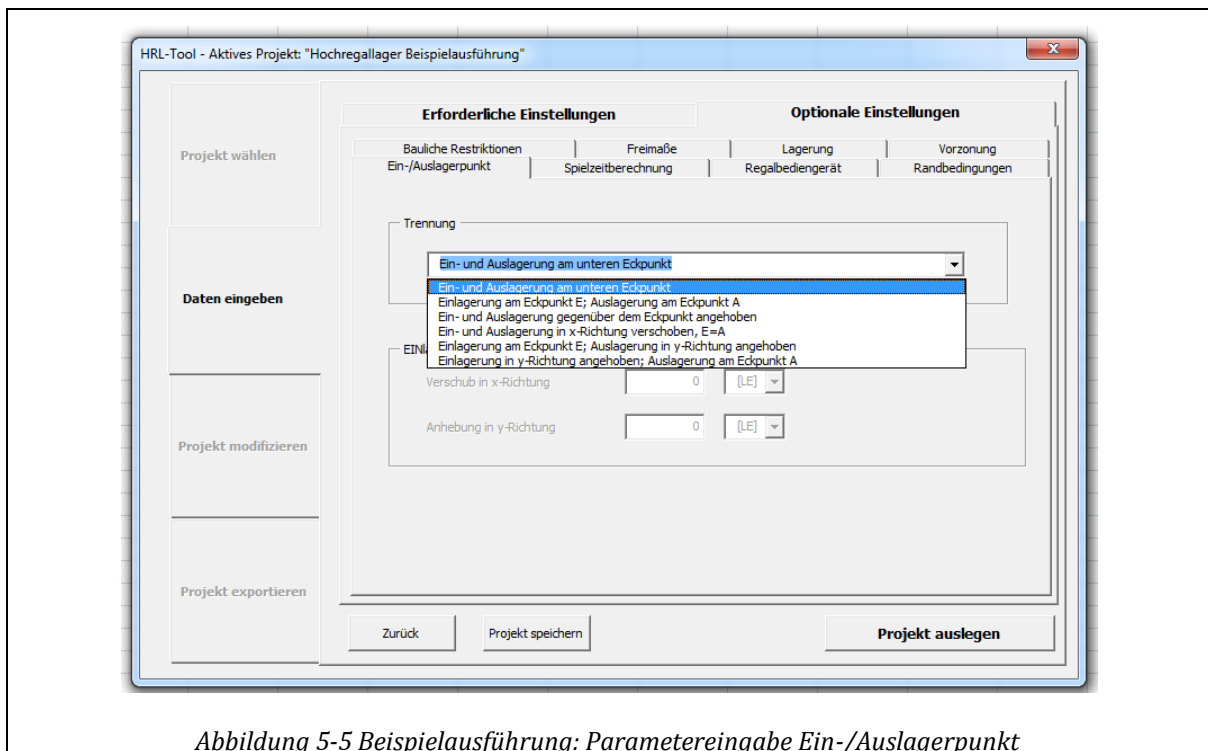 HRL-Tool - Aktives Projekt: "Hochregallager Beispielausführung"
x
Projekt wählen
Daten eingeben
Projekt modifizieren
Projekt exportieren
Erforderliche Einstellungen
Optionale Einstellungen
Bauliche Restriktionen
Freimaße
Lagerung
Vorzonung
Ein-/Auslagerpunkt
Spielzeitberechnung
Regalbediengerät
Randbedingungen
Trennung
Ein- und Auslagerung am unteren Eckpunkt
Ein- und Auslagerung am unteren Eckpunkt
Einlagerung am Eckpunkt E; Auslagerung am Eckpunkt A
Ein- und Auslagerung gegenüber dem Eckpunkt angehoben
Ein- und Auslagerung in x-Richtung verschoben, E=A
Einlagerung am Eckpunkt E; Auslagerung in y-Richtung angehoben
Einlagerung in y-Richtung angehoben; Auslagerung am Eckpunkt A
Verschub in x-Richtung
0
[LE]
Anhebung in y-Richtung
0
[LE]
Zurück
Projekt speichern
Projekt auslegen
Abbildung 5-5 Beispielausführung: Parametereingabe Ein-/Auslagerpunkt